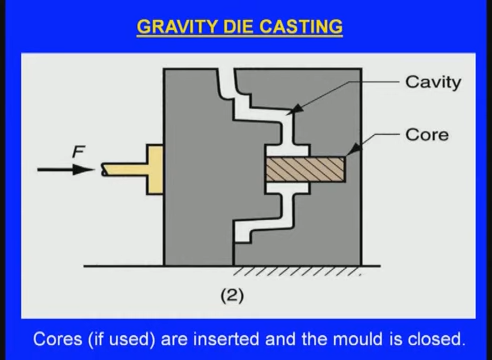 GRAVITY DIE CASTING
Cavity
Core
F
(2)
Cores (if used) are inserted and the mould is closed.